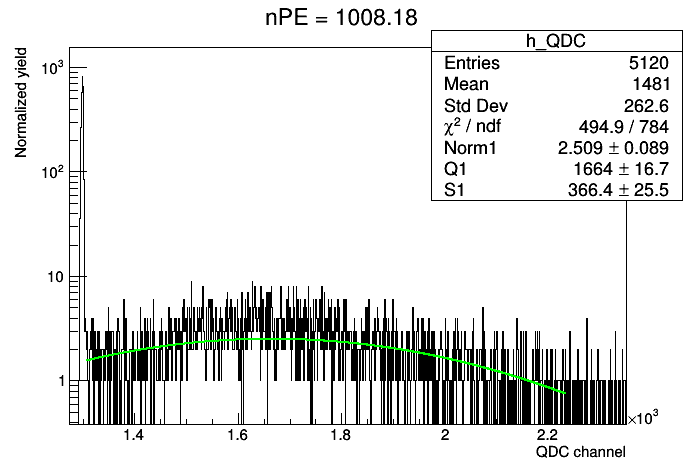 nPE = 1008.18
h_QDC
Entries 5120
Mean 1481
Std Dev 262.6
χ² / ndf 494.9 / 784
Norm1 2.509 ± 0.089
Q1 1664 ± 16.7
S1 366.4 ± 25.5
Normalized yield
10³
10²
10
1
1.4 1.6 1.8 2 2.2 ×10³
QDC channel